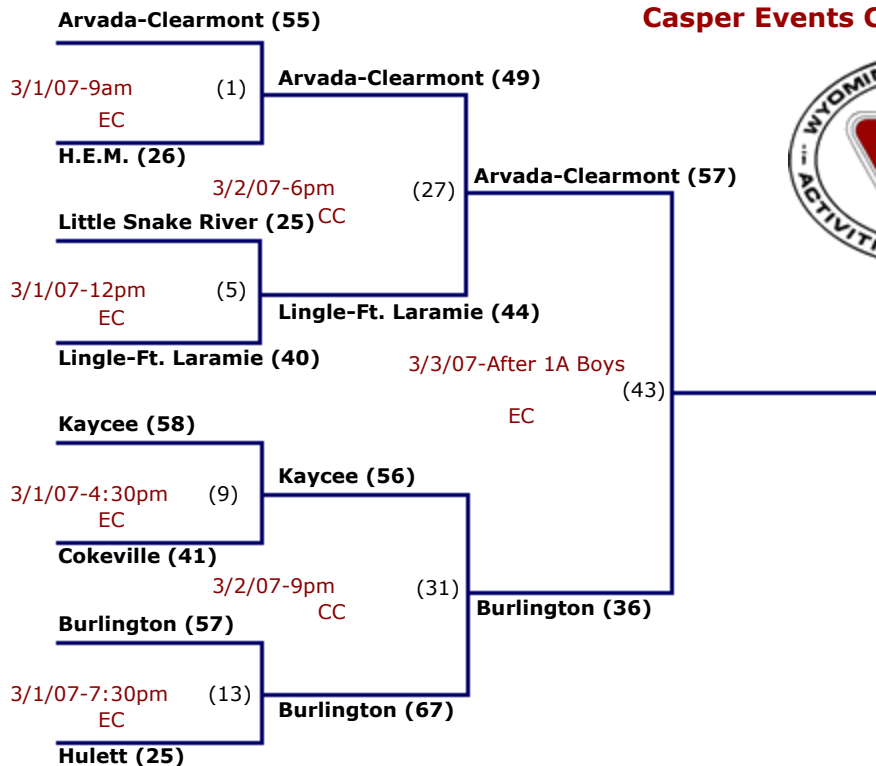 Arvada-Clearmont (55)
Casper Events C
3/1/07-9am
(1)
EC
Arvada-Clearmont (49)
H.E.M. (26)
3/2/07-6pm
(27)
CC
Arvada-Clearmont (57)
Little Snake River (25)
3/1/07-12pm
(5)
EC
Lingle-Ft. Laramie (44)
Lingle-Ft. Laramie (40)
3/3/07-After 1A Boys
(43)
EC
Kaycee (58)
3/1/07-4:30pm
(9)
EC
Kaycee (56)
Cokeville (41)
3/2/07-9pm
(31)
CC
Burlington (36)
Burlington (57)
3/1/07-7:30pm
(13)
EC
Burlington (67)
Hulett (25)
WYOMIN
ACTIVITI